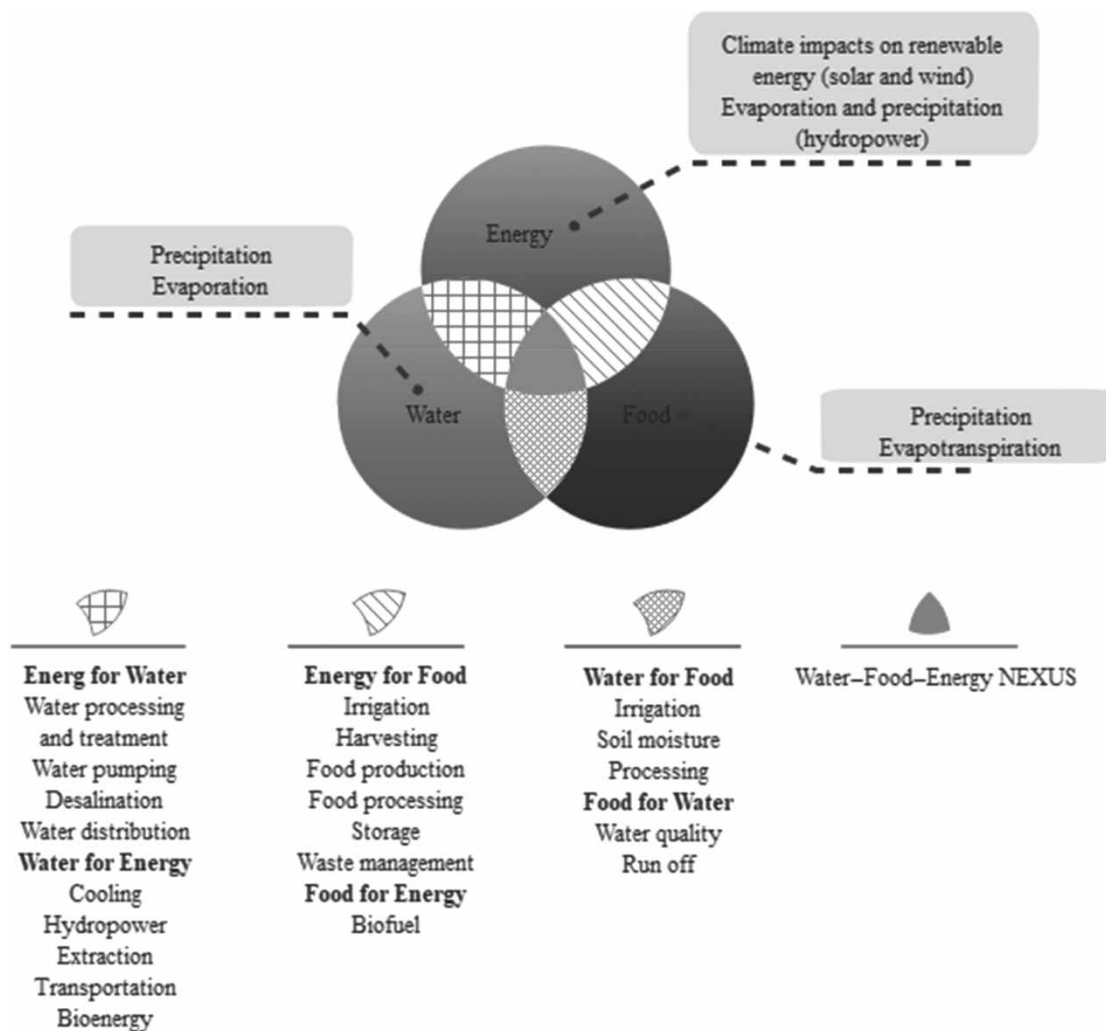 Climate impacts on renewable
energy (solar and wind)
Evaporation and precipitation
(hydropower)
Energy
Precipitation
Evaporation
Water
Food
Precipitation
Evapotranspiration
Energ for Water
Water processing
and treatment
Water pumping
Desalination
Water distribution
Water for Energy
Cooling
Hydropower
Extraction
Transportation
Bioenergy
Energy for Food
Irrigation
Harvesting
Food production
Food processing
Storage
Waste management
Food for Energy
Biofuel
Water for Food
Irrigation
Soil moisture
Processing
Food for Water
Water quality
Run off
Water–Food–Energy NEXUS